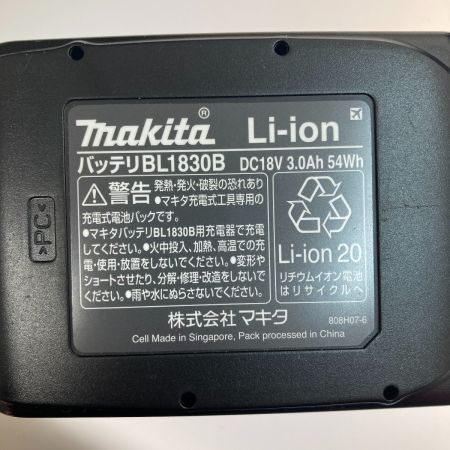 makita® Li-ion
バッテリBL1830B DC18V 3.0Ah 54Wh
警告 発熱・発火・破裂の恐れあり
●マキタ充電式工具専用の
充電式電池パックです。
●マキタバッテリBL1830B用充電器で充電
してください。●火中投入、加熱、高温での充
電・使用・放置をしないでください。●変形や
ショートさせたり、分解・修理・改造をしないで
ください。●雨や水にぬらさないでください。
Li-ion 20
リチウムイオン電池
はリサイクルへ
株式会社マキタ
808H07-6
Cell Made in Singapore, Pack processed in China
>PC<